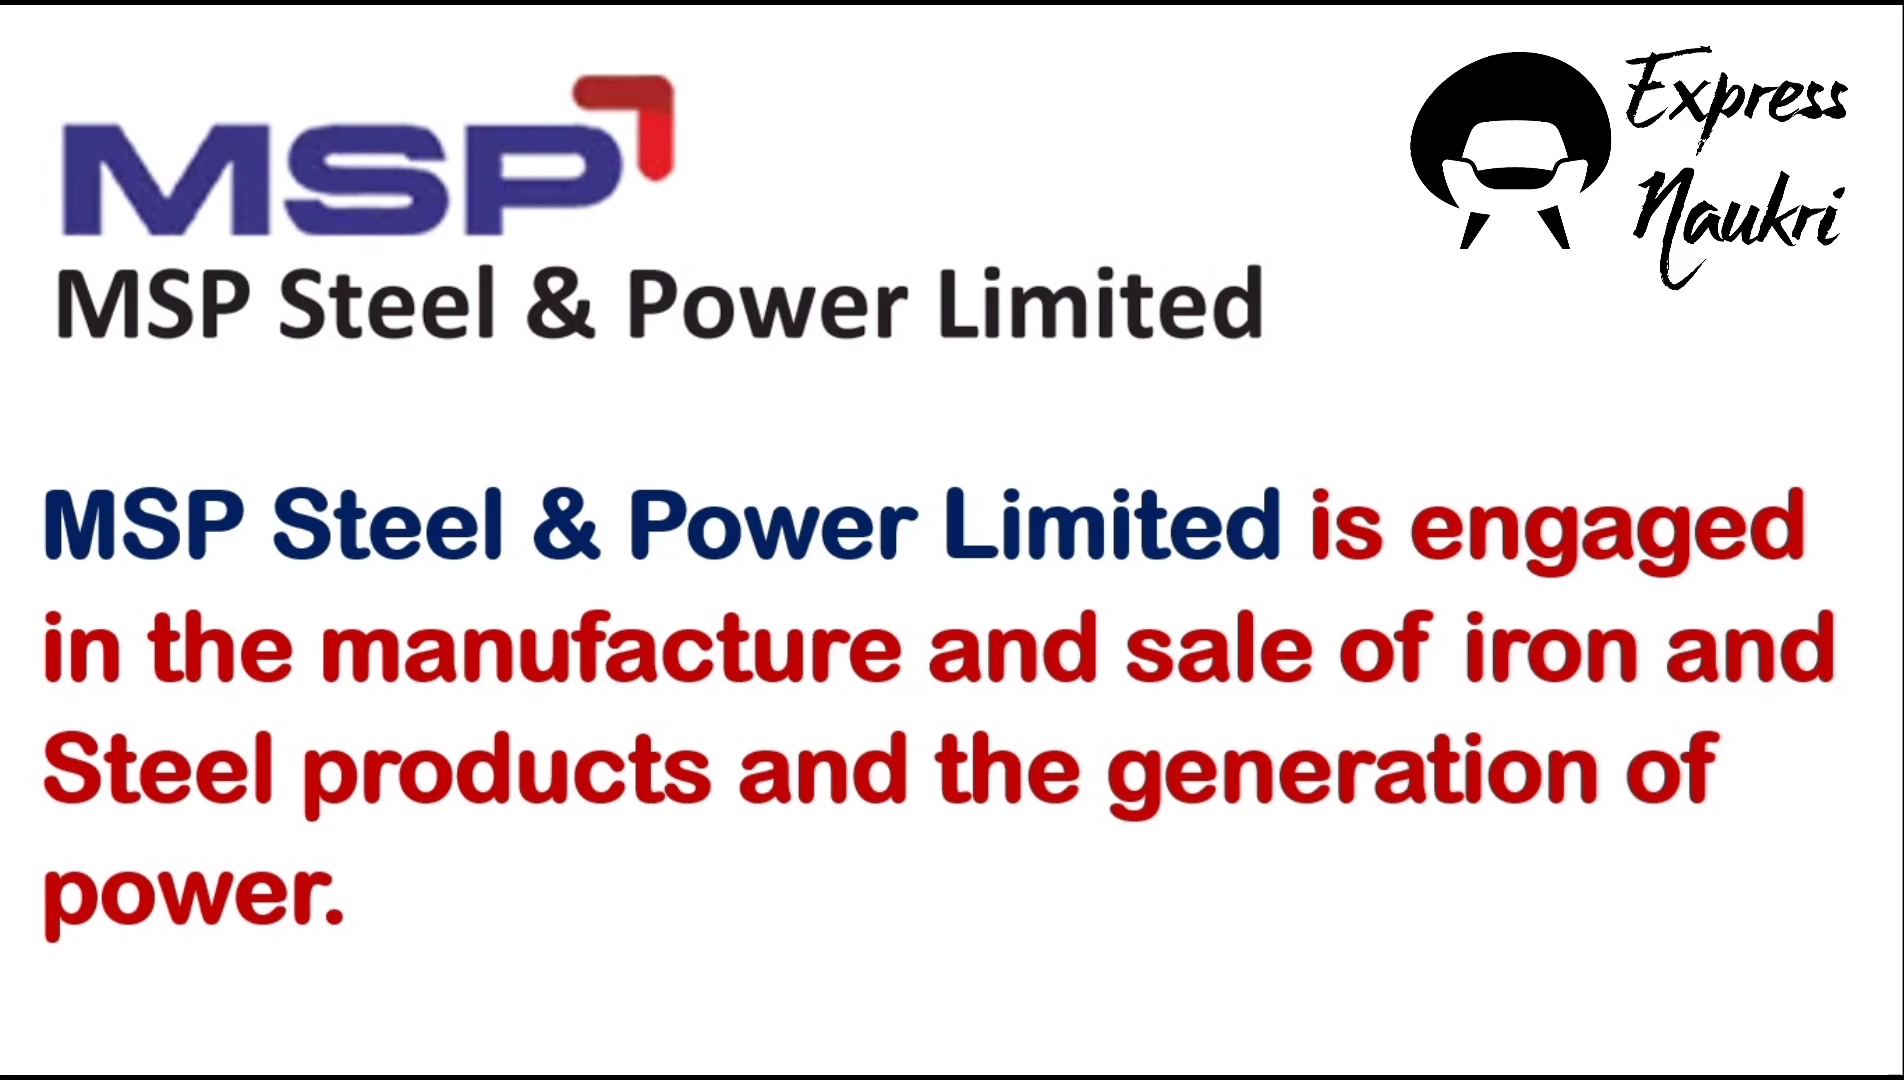 MSP
MSP Steel & Power Limited
Express
Naukri
MSP Steel & Power Limited is engaged
in the manufacture and sale of iron and
Steel products and the generation of
power.